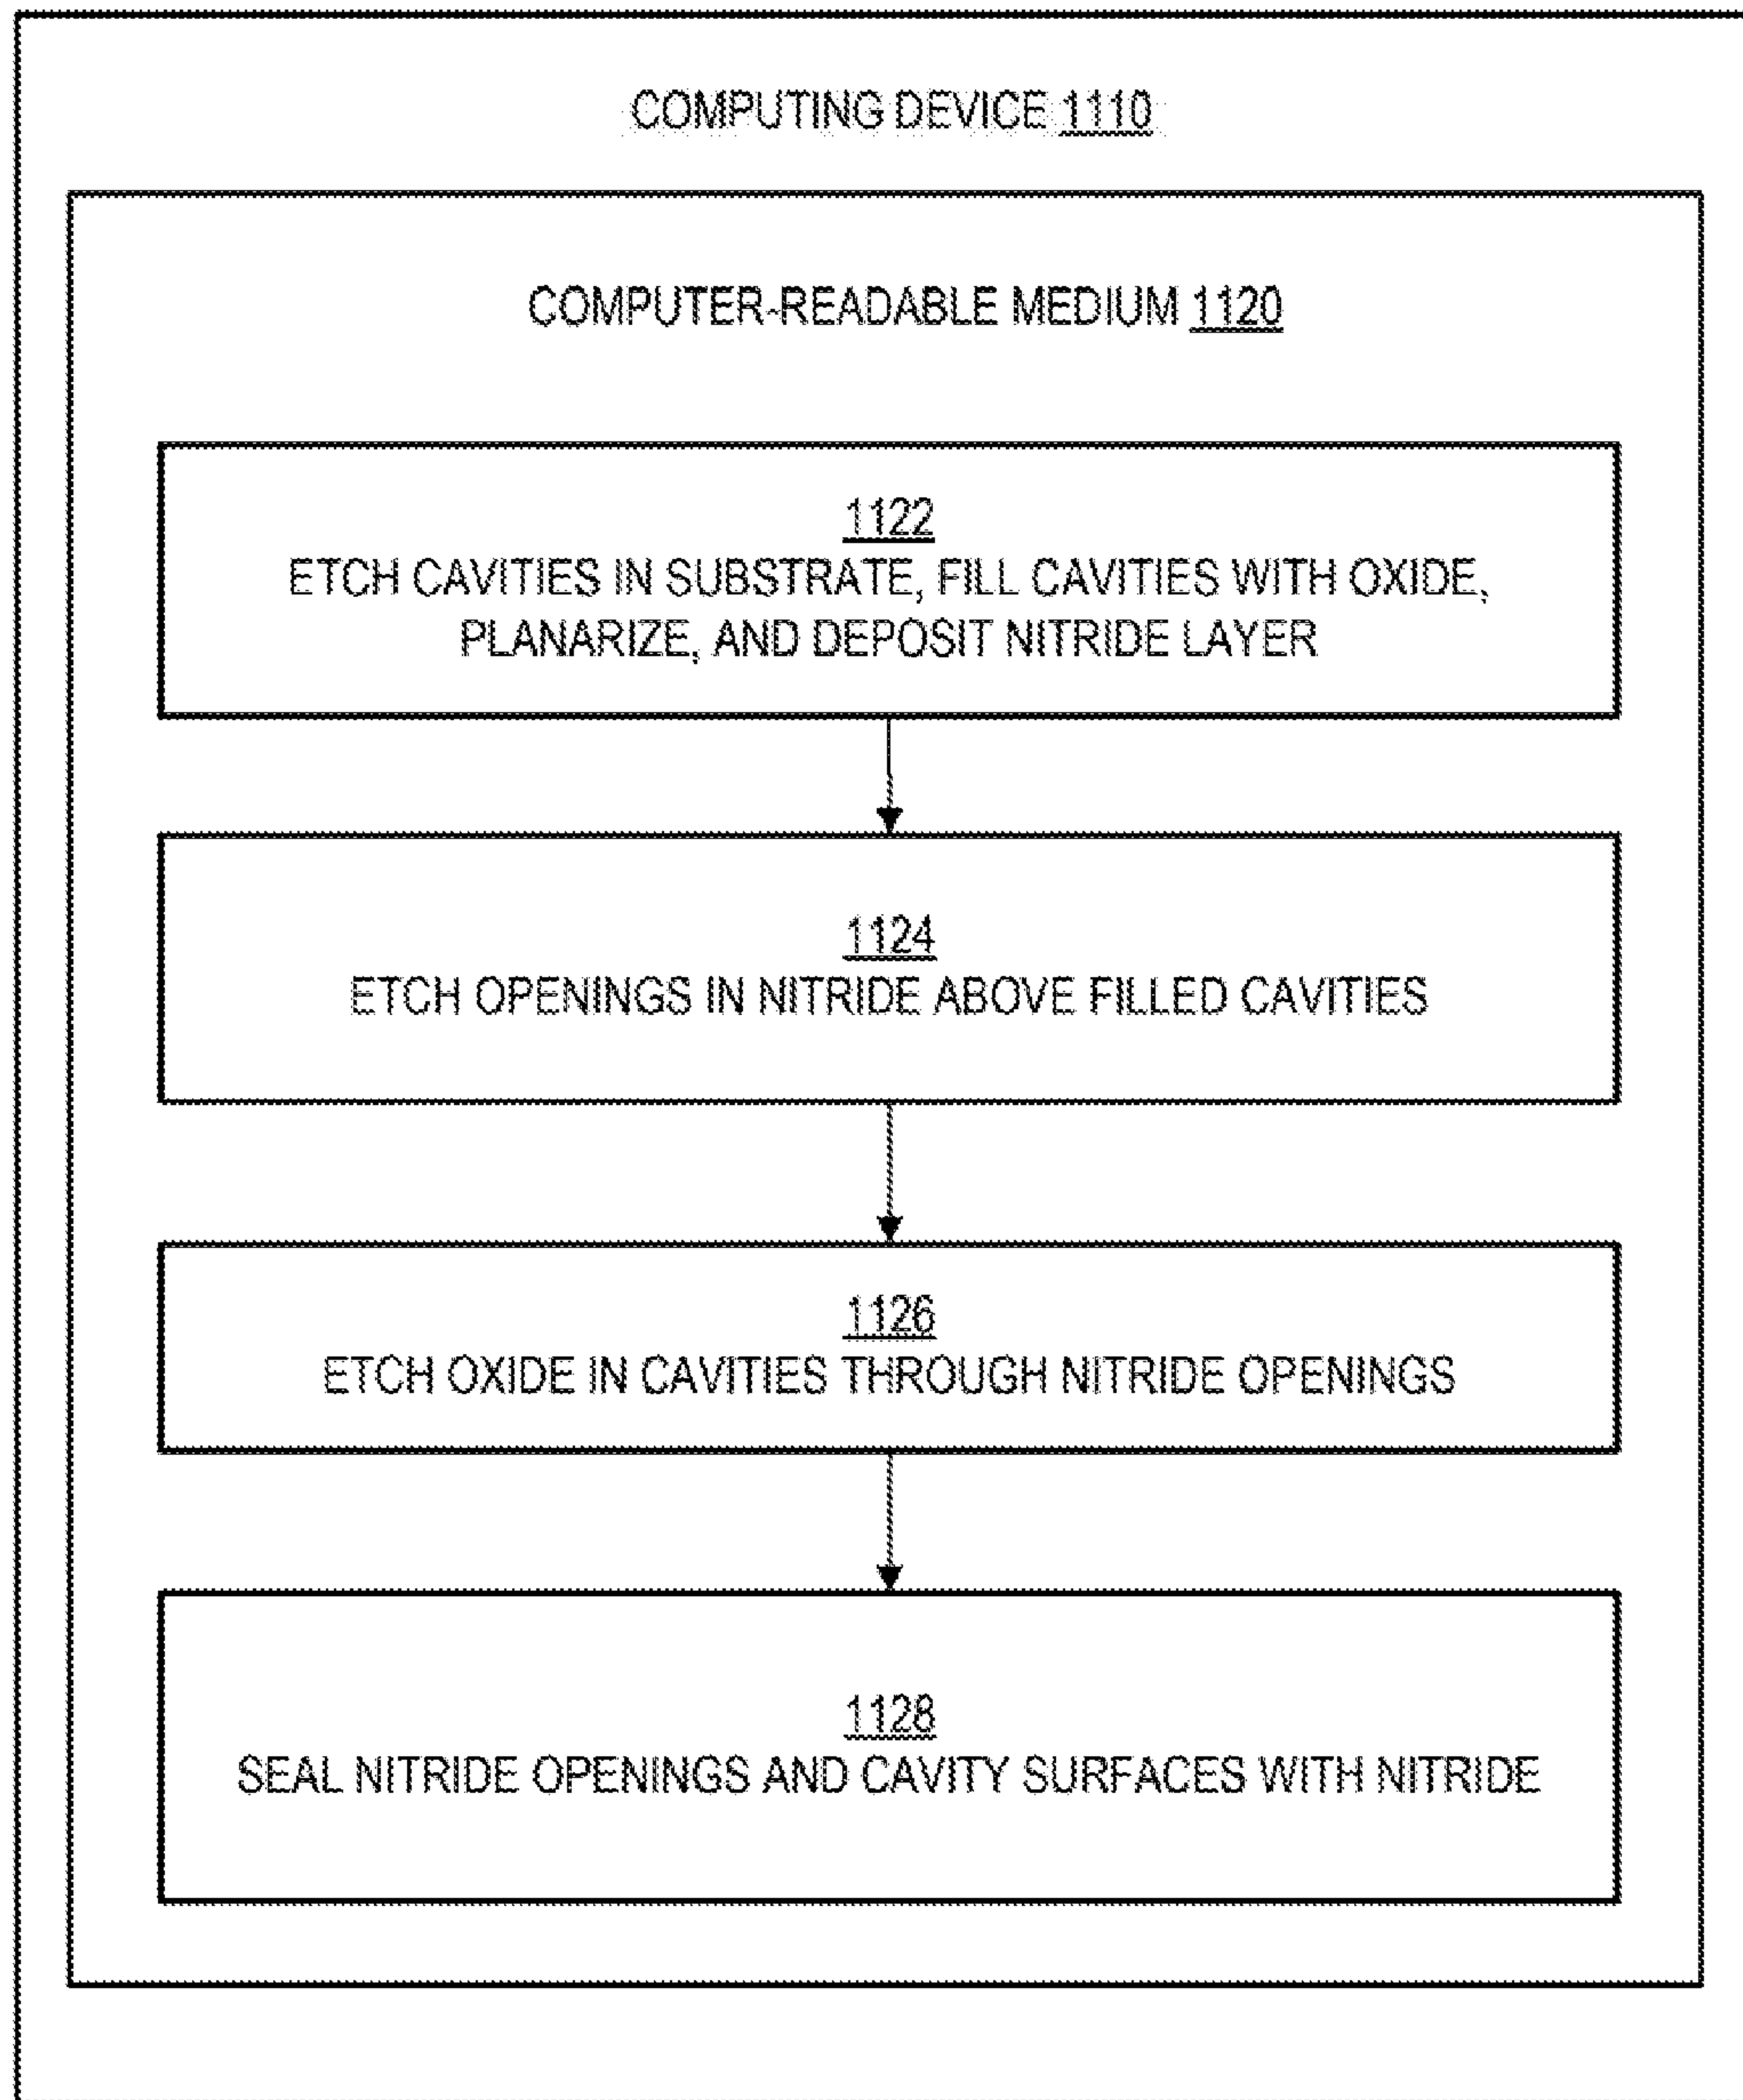 COMPUTING DEVICE 1110
COMPUTER-READABLE MEDIUM 1120
1122
ETCH CAVITIES IN SUBSTRATE, FILL CAVITIES WITH OXIDE,
PLANARIZE, AND DEPOSIT NITRIDE LAYER
1124
ETCH OPENINGS IN NITRIDE ABOVE FILLED CAVITIES
1126
ETCH OXIDE IN CAVITIES THROUGH NITRIDE OPENINGS
1128
SEAL NITRIDE OPENINGS AND CAVITY SURFACES WITH NITRIDE